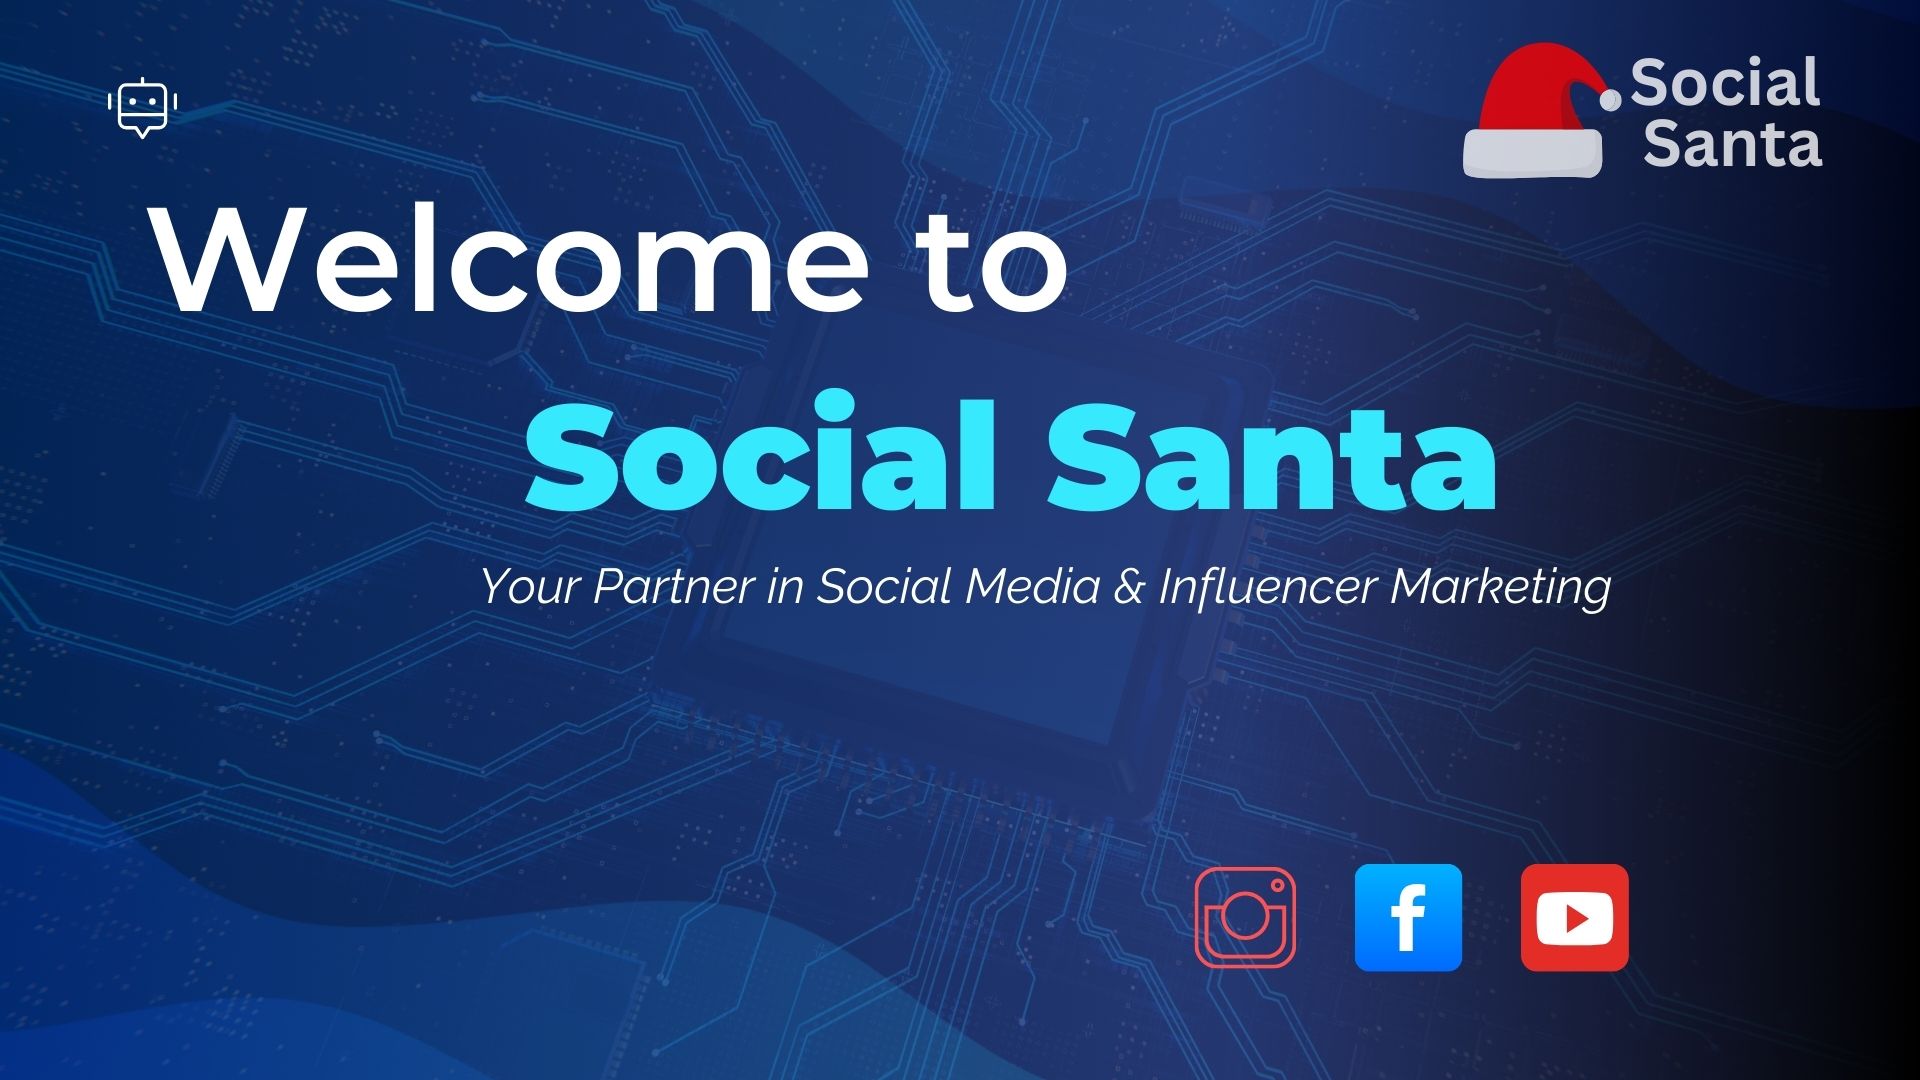 Social
Santa
Welcome to
Social Santa
Your Partner in Social Media & Influencer Marketing